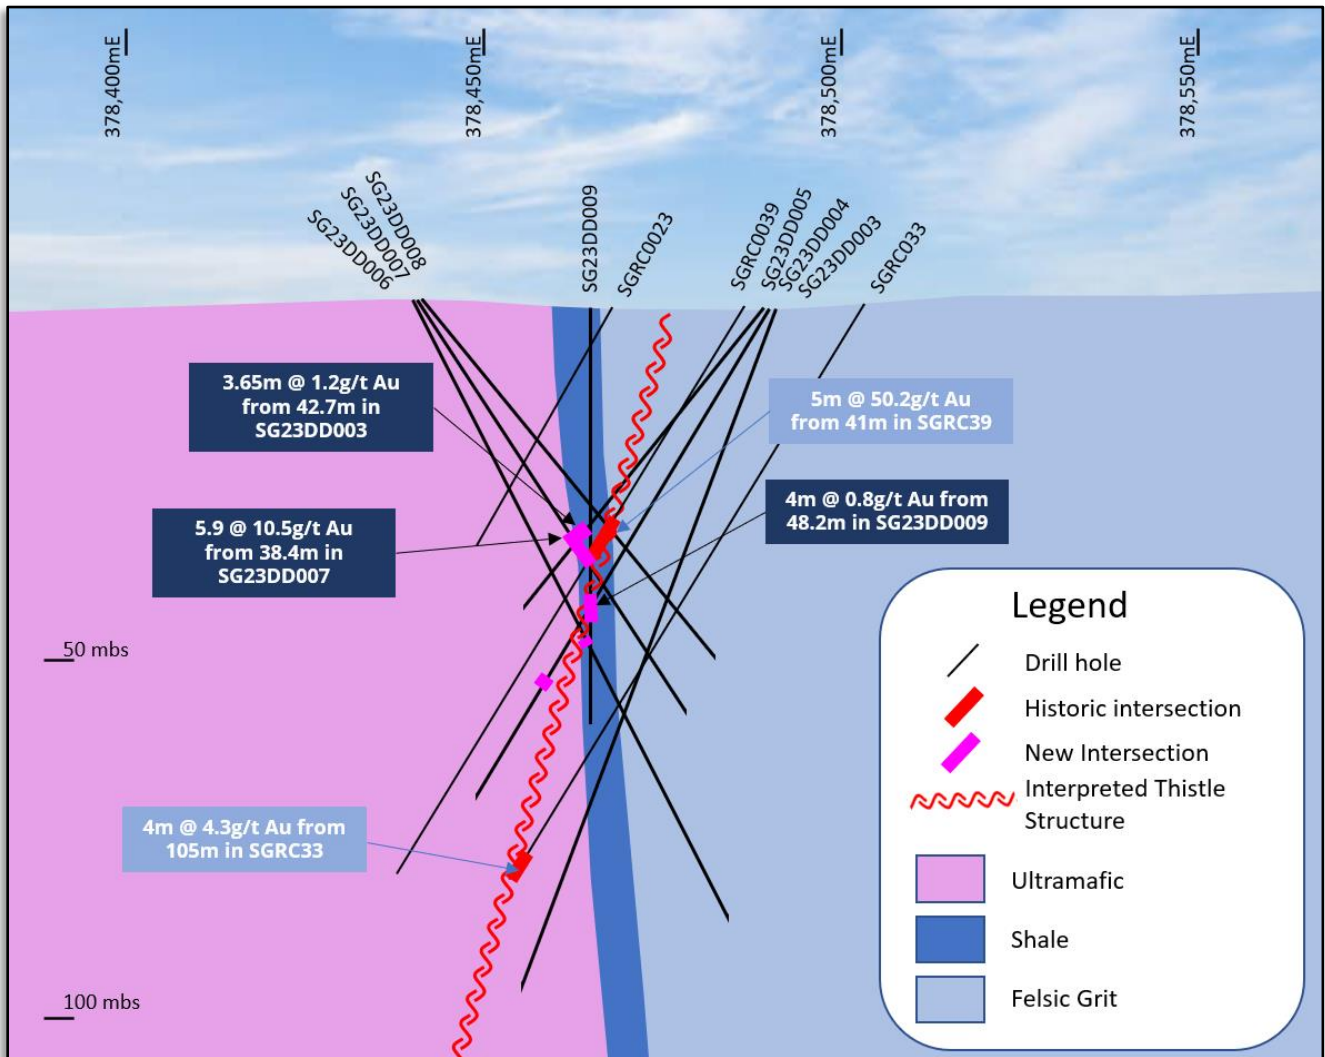 378,400mE
378,450mE
378,500mE
378,550mE
SG23DD006
SG23DD007
SG23DD008
SG23DD009
SGRC0023
SGRC0039
SG23DD005
SG23DD004
SG23DD003
SGRC033
3.65m @ 1.2g/t Au
from 42.7m in
SG23DD003
5m @ 50.2g/t Au
from 41m in SGRC39
5.9 @ 10.5g/t Au
from 38.4m in
SG23DD007
4m @ 0.8g/t Au from
48.2m in SG23DD009
50 mbs
4m @ 4.3g/t Au from
105m in SGRC33
100 mbs
Legend
Drill hole
Historic intersection
New Intersection
Interpreted Thistle
Structure
Ultramafic
Shale
Felsic Grit